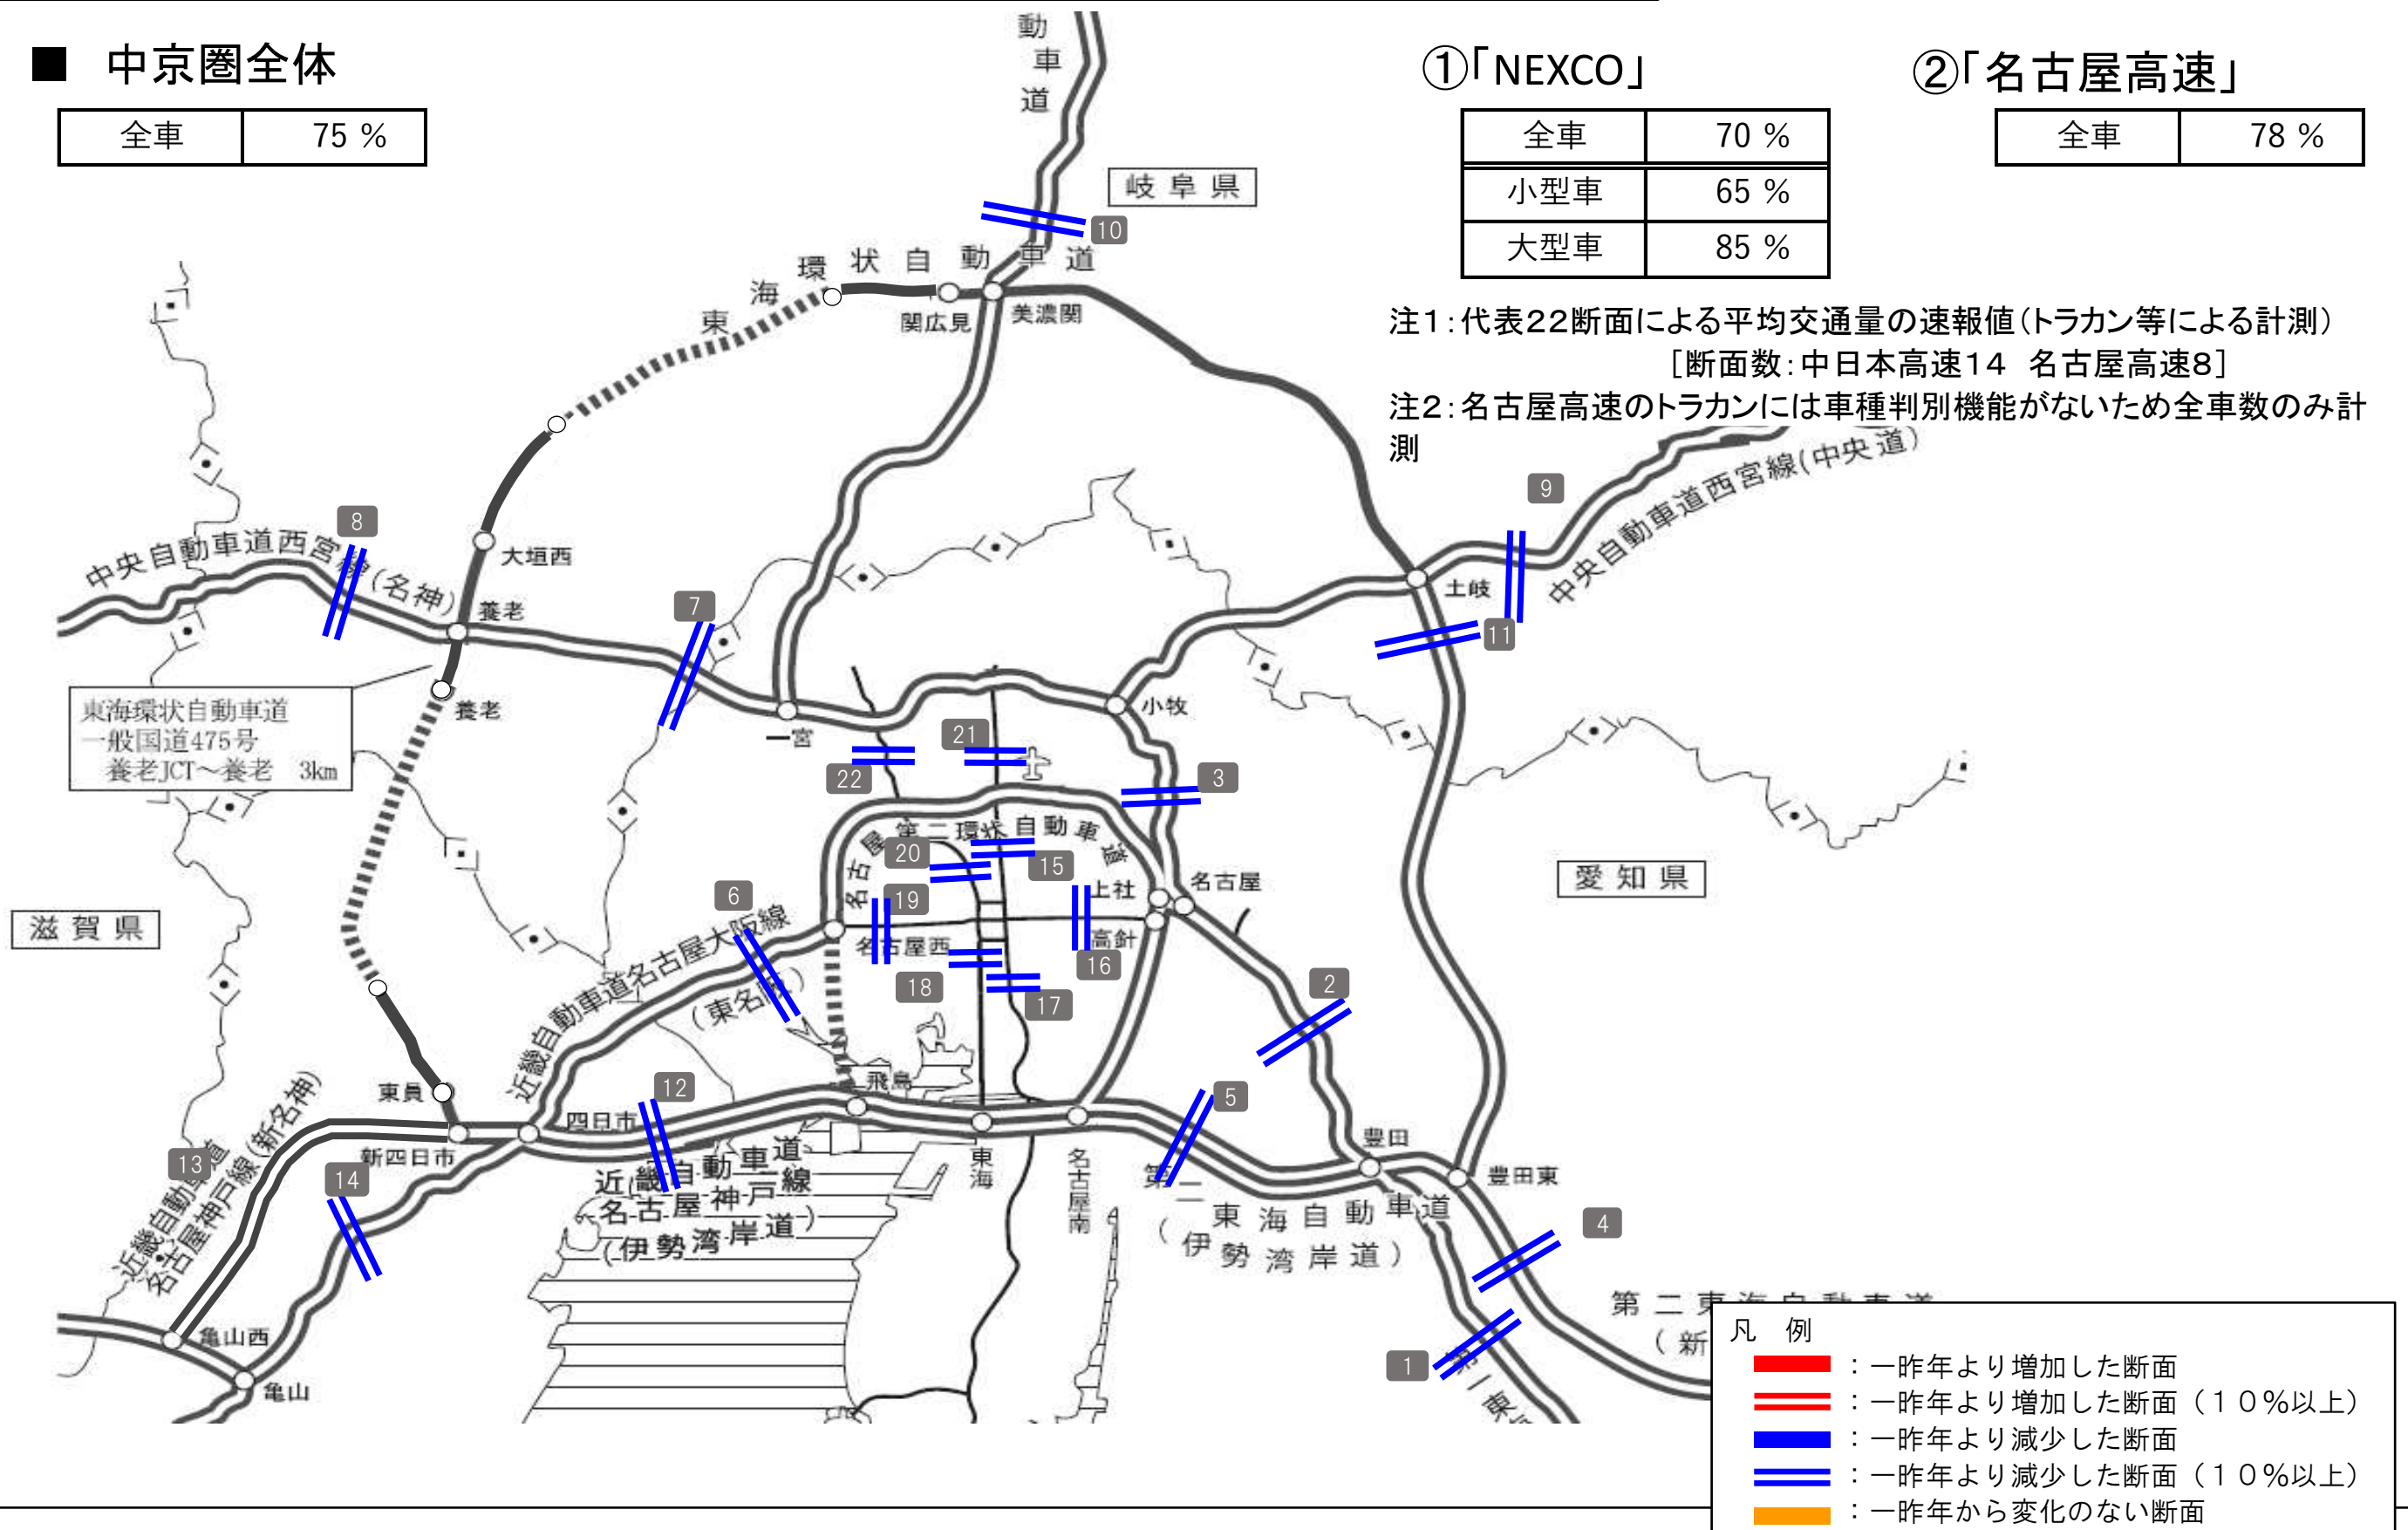 ■ 中京圏全体
全車 75 %
①「NEXCO」
全車 70 %
小型車 65 %
大型車 85 %
②「名古屋高速」
全車 78 %
注1:代表22断面による平均交通量の速報値(トラカン等による計測)
[断面数:中日本高速14 名古屋高速8]
注2:名古屋高速のトラカンには車種判別機能がないため全車数のみ計
測
動車道
岐阜県
10
東海環状自動車道
関広見
美濃関
9
中央自動車道西宮線(中央道)
8
中央自動車道西宮線(名神)
大垣西
養老
7
土岐
11
東海環状自動車道
一般国道475号
養老JCT~養老 3km
養老
一宮
小牧
21
22
3
名古屋第二環状自動車道
20
15
上社
名古屋
愛知県
6
19
滋賀県
名古屋西
高針
16
近畿自動車道名古屋大阪線
(東名阪)
18
17
2
東員
12
飛島
5
四日市
新四日市
13
近畿自動車道
名古屋神戸線(新名神)
14
近畿自動車道
名古屋神戸線
(伊勢湾岸道)
東海
名古屋南
豊田
豊田東
第二東海自動車道
(伊勢湾岸道)
4
亀山西
亀山
1
第一東
第二東海自動車道
(新
凡 例
:一昨年より増加した断面
:一昨年より増加した断面(10%以上)
:一昨年より減少した断面
:一昨年より減少した断面(10%以上)
:一昨年から変化のない断面